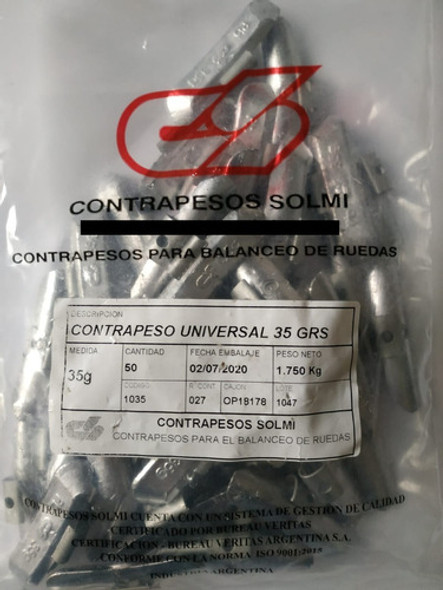 CONTRAPESOS SOLMI
CONTRAPESOS PARA BALANCEO DE RUEDAS
DESCRIPCION
CONTRAPESO UNIVERSAL 35 GRS
MEDIDA CANTIDAD FECHA EMBALAJE PESO NETO
35g 50 02/07/2020 1.750 Kg
CODIGO R° CONT CAJON LOTE
1035 027 OP18178 1047
CONTRAPESOS SOLMI
CONTRAPESOS PARA EL BALANCEO DE RUEDAS
CONTRAPESOS SOLMI CUENTA CON UN SISTEMA DE GESTIÓN DE CALIDAD
CERTIFICADO POR BUREAU VERITAS
CERTIFICACION - BUREAU VERITAS ARGENTINA S.A.
CONFORME CON LA NORMA ISO 9001:2015
INDUSTRIA ARGENTINA